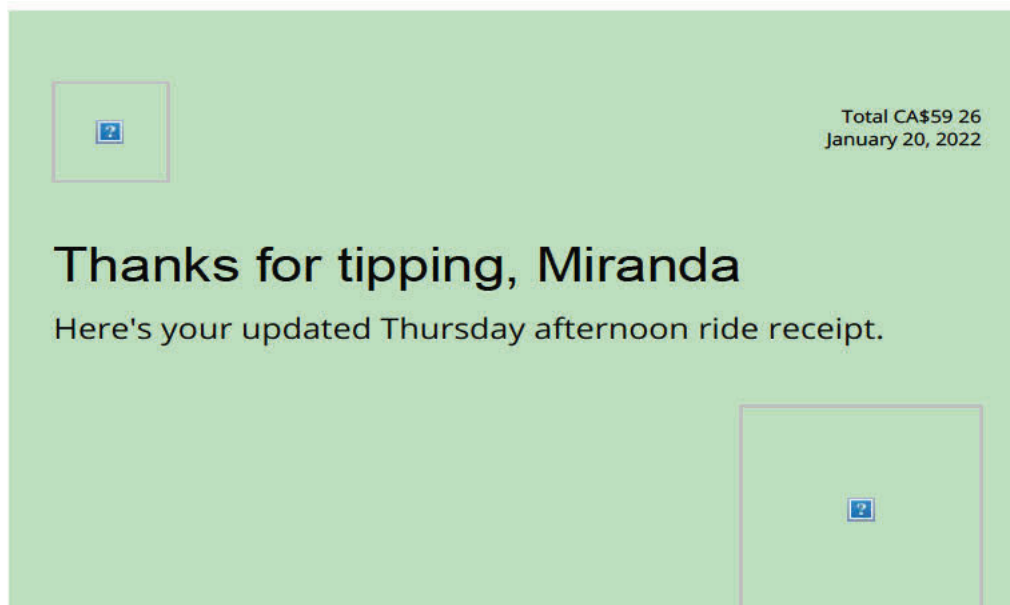 Total CA$59 26
January 20, 2022
Thanks for tipping, Miranda
Here's your updated Thursday afternoon ride receipt.